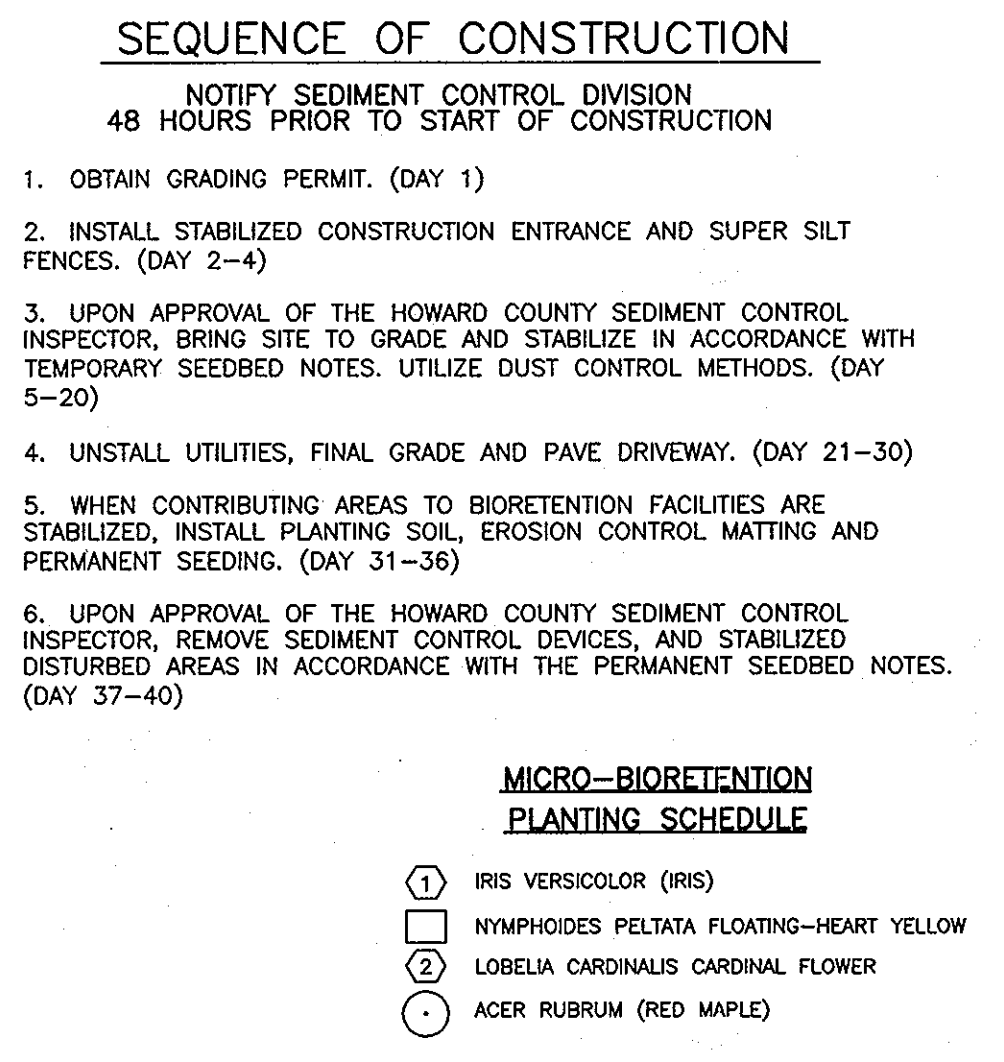 SEQUENCE OF CONSTRUCTION
NOTIFY SEDIMENT CONTROL DIVISION
48 HOURS PRIOR TO START OF CONSTRUCTION
1. OBTAIN GRADING PERMIT. (DAY 1)
2. INSTALL STABILIZED CONSTRUCTION ENTRANCE AND SUPER SILT
FENCES. (DAY 2-4)
3. UPON APPROVAL OF THE HOWARD COUNTY SEDIMENT CONTROL
INSPECTOR, BRING SITE TO GRADE AND STABILIZE IN ACCORDANCE WITH
TEMPORARY SEEDBED NOTES. UTILIZE DUST CONTROL METHODS. (DAY
5-20)
4. UNSTALL UTILITIES, FINAL GRADE AND PAVE DRIVEWAY. (DAY 21-30)
5. WHEN CONTRIBUTING AREAS TO BIORETENTION FACILITIES ARE
STABILIZED, INSTALL PLANTING SOIL, EROSION CONTROL MATTING AND
PERMANENT SEEDING. (DAY 31-36)
6. UPON APPROVAL OF THE HOWARD COUNTY SEDIMENT CONTROL
INSPECTOR, REMOVE SEDIMENT CONTROL DEVICES, AND STABILIZED
DISTURBED AREAS IN ACCORDANCE WITH THE PERMANENT SEEDBED NOTES.
(DAY 37-40)
MICRO-BIORETENTION
PLANTING SCHEDULE
1 IRIS VERSICOLOR (IRIS)
NYMPHOIDES PELTATA FLOATING-HEART YELLOW
2 LOBELIA CARDINALIS CARDINAL FLOWER
ACER RUBRUM (RED MAPLE)